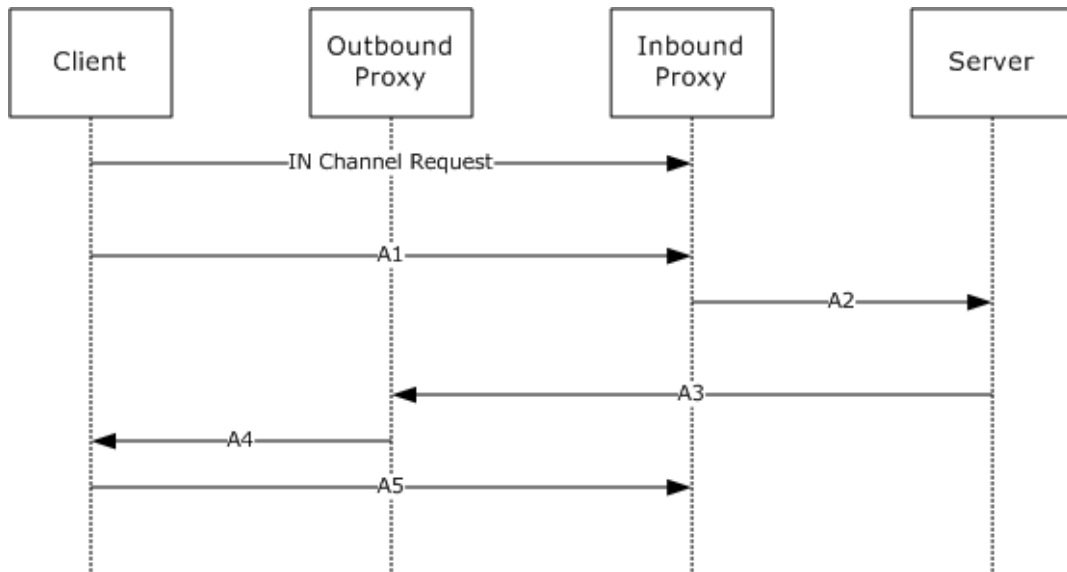 Client
Outbound
Proxy
Inbound
Proxy
Server
IN Channel Request
A1
A2
A3
A4
A5